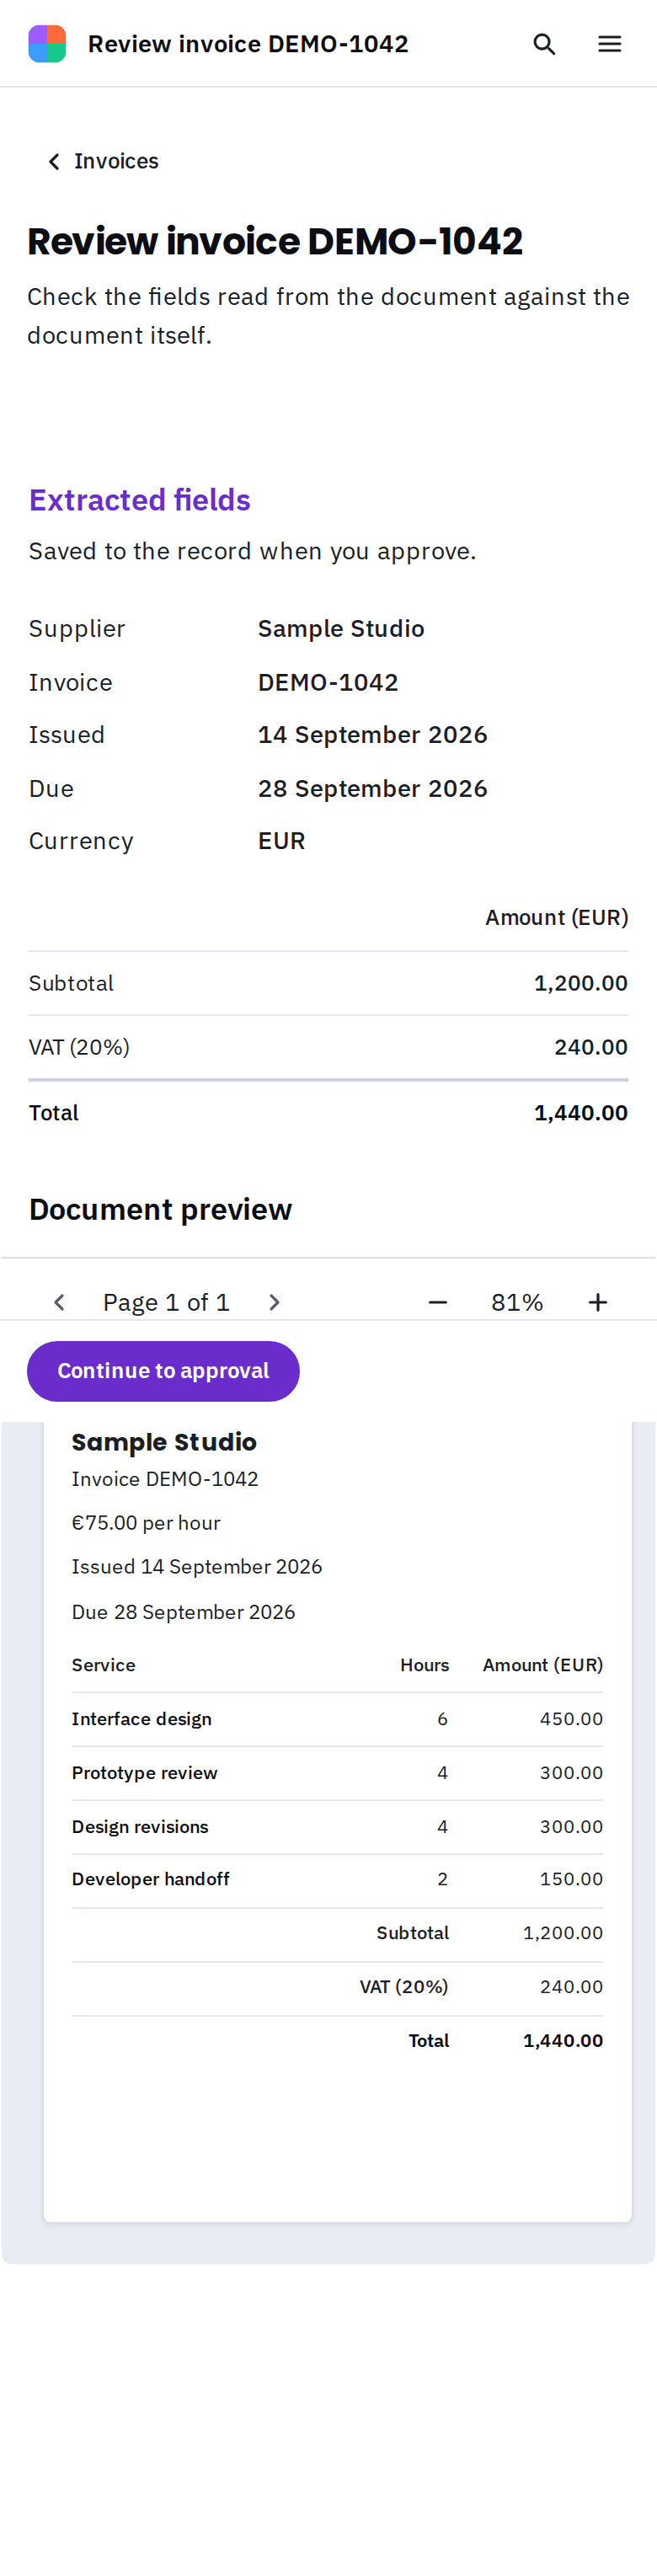 Review invoice DEMO-1042
Invoices
Review invoice DEMO-1042
Check the fields read from the document against the
document itself.
Extracted fields
Saved to the record when you approve.
Supplier Sample Studio
Invoice DEMO-1042
Issued 14 September 2026
Due 28 September 2026
Currency EUR
Amount (EUR)
Subtotal 1,200.00
VAT (20%) 240.00
Total 1,440.00
Document preview
Page 1 of 1 81%
Continue to approval
Sample Studio
Invoice DEMO-1042
€75.00 per hour
Issued 14 September 2026
Due 28 September 2026
Service Hours Amount (EUR)
Interface design 6 450.00
Prototype review 4 300.00
Design revisions 4 300.00
Developer handoff 2 150.00
Subtotal 1,200.00
VAT (20%) 240.00
Total 1,440.00